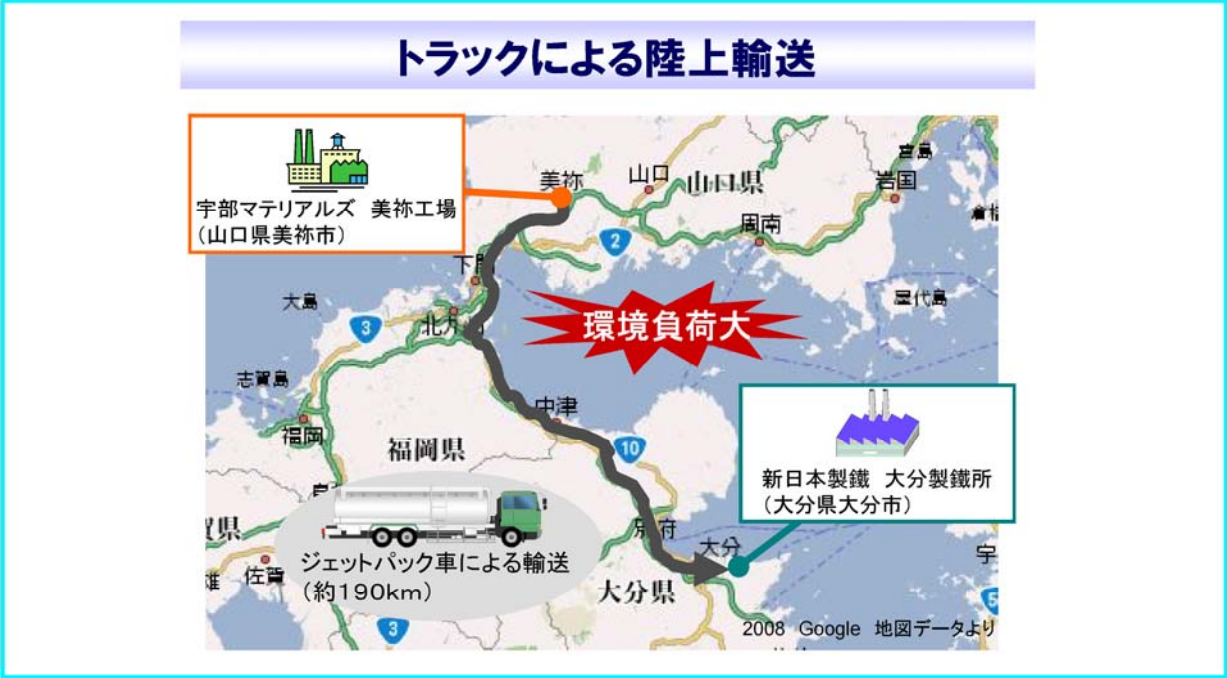 トラックによる陸上輸送
宇部マテリアルズ 美祢工場
(山口県美祢市)
美祢
山口
山口県
宮島
岩国
周南
2
屋代島
大島
3
環境負荷大
志賀島
福岡
中津
福岡県
10
新日本製鐵 大分製鐵所
(大分県大分市)
大分
ジェットパック車による輸送
(約190km)
佐賀
大分県
宇
3
5
2008 Google 地図データより